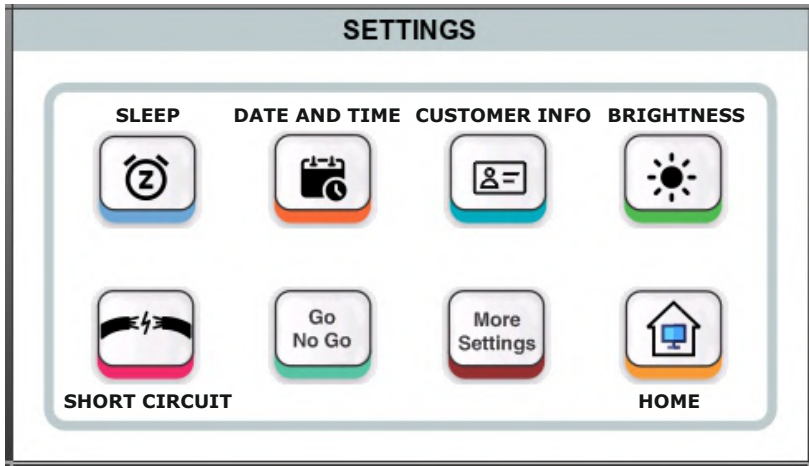 SETTINGS
SLEEP DATE AND TIME CUSTOMER INFO BRIGHTNESS
Z
Go
No Go
More
Settings
SHORT CIRCUIT HOME